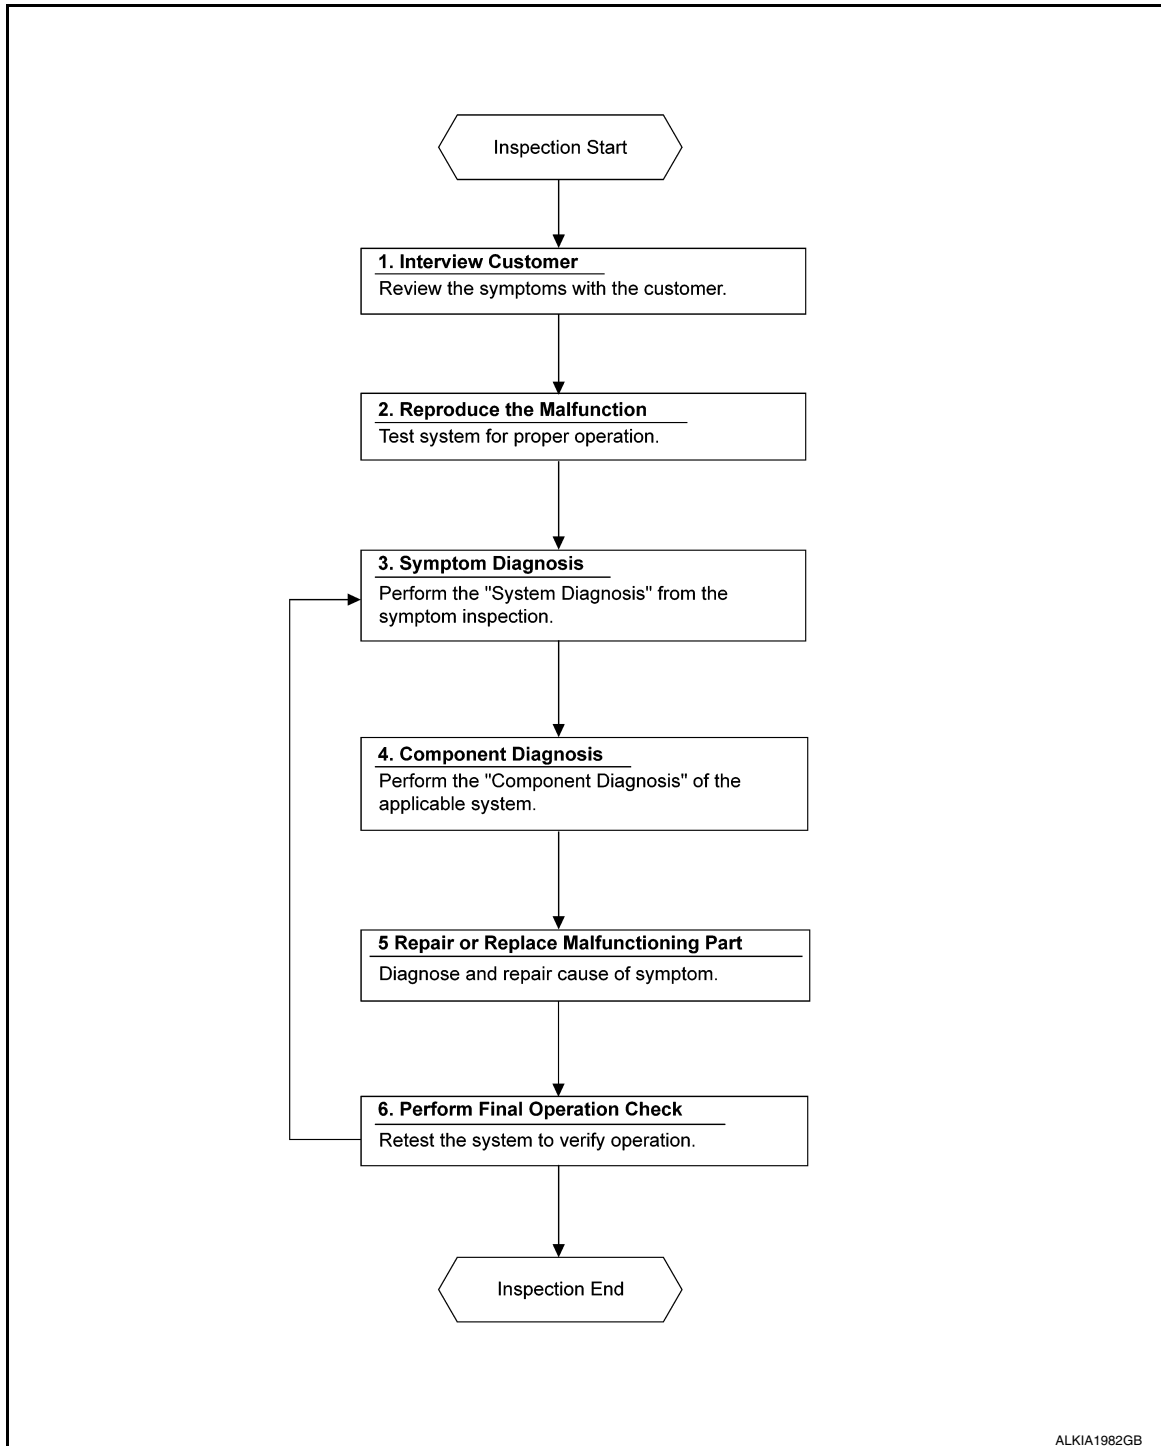 Inspection Start
1. Interview Customer
Review the symptoms with the customer.
2. Reproduce the Malfunction
Test system for proper operation.
3. Symptom Diagnosis
Perform the "System Diagnosis" from the
symptom inspection.
4. Component Diagnosis
Perform the "Component Diagnosis" of the
applicable system.
5 Repair or Replace Malfunctioning Part
Diagnose and repair cause of symptom.
6. Perform Final Operation Check
Retest the system to verify operation.
Inspection End
ALKIA1982GB